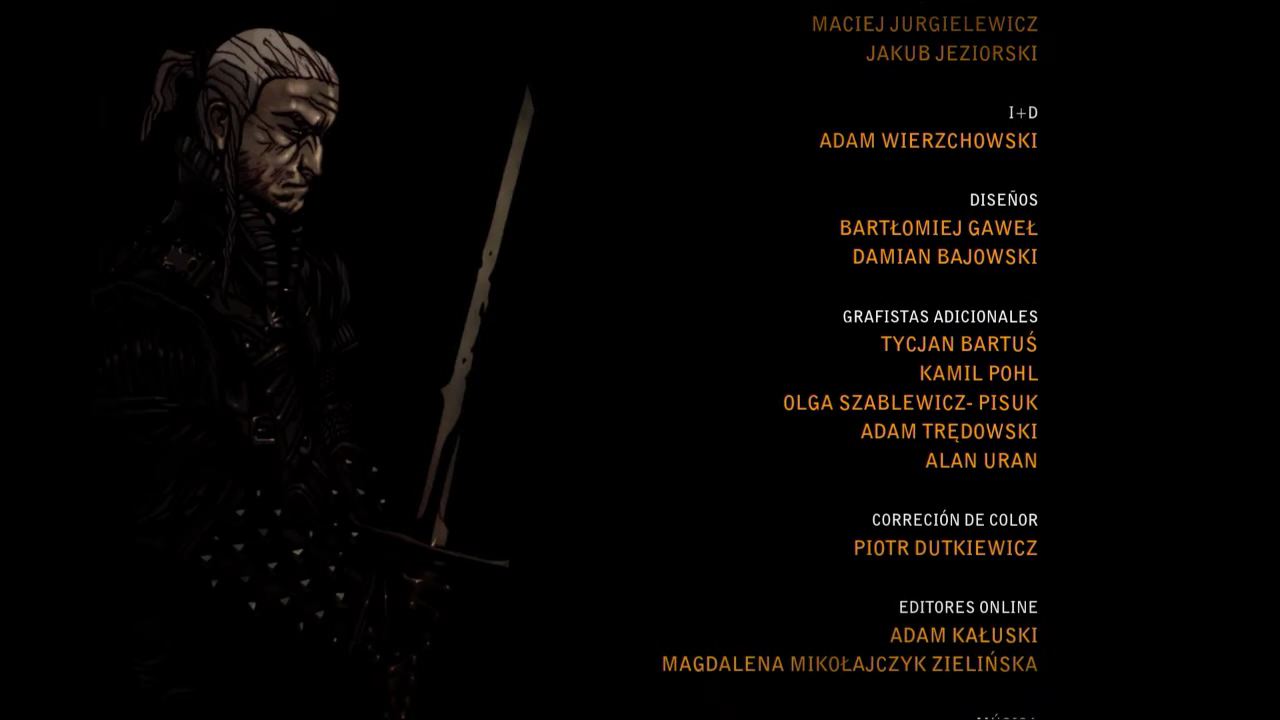 MACIEJ JURGIELEWICZ
JAKUB JEZIORSKI
I+D
ADAM WIERZCHOWSKI
DISEÑOS
BARTŁOMIEJ GAWEŁ
DAMIAN BAJOWSKI
GRAFISTAS ADICIONALES
TYCJAN BARTUŚ
KAMIL POHL
OLGA SZABLEWICZ- PISUK
ADAM TRĘDOWSKI
ALAN URAN
CORRECIÓN DE COLOR
PIOTR DUTKIEWICZ
EDITORES ONLINE
ADAM KAŁUSKI
MAGDALENA MIKOŁAJCZYK ZIELIŃSKA